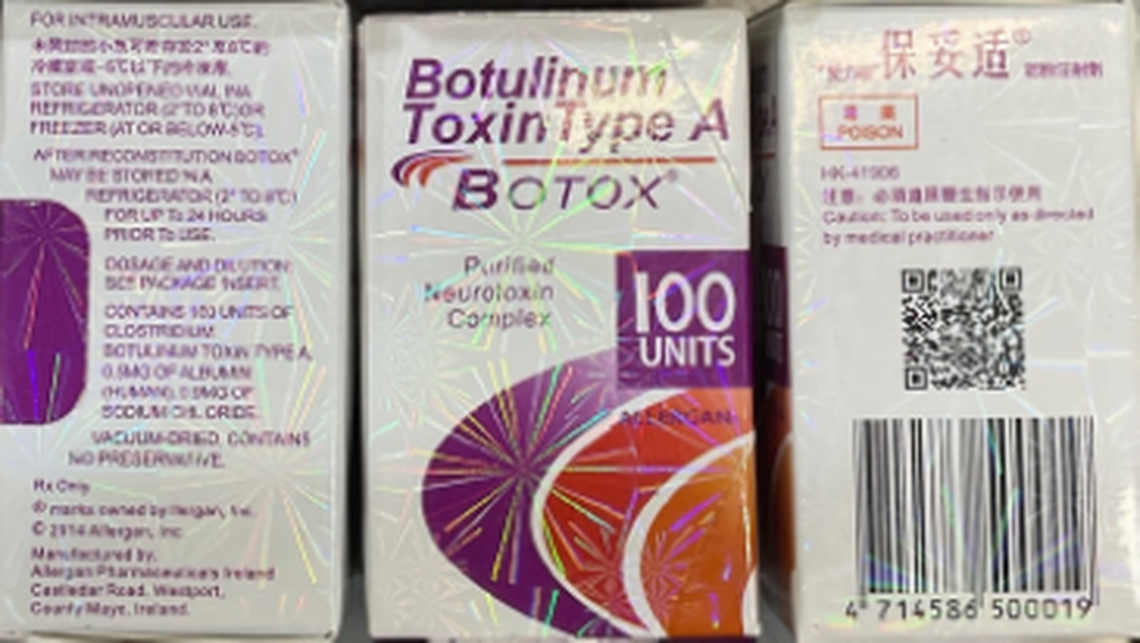 FOR INTRAMUSCULAR USE.
STORE UNOPENED VIAL IN A
REFRIGERATOR (2° TO 8°C) OR
FREEZER (AT OR BELOW -5°C).
AFTER RECONSTITUTION BOTOX®
MAY BE STORED IN A
REFRIGERATOR (2° TO 8°C)
FOR UP To 24 HOURS
PRIOR To USE.
DOSAGE AND DILUTION:
SEE PACKAGE INSERT.
CONTAINS 100 UNITS OF
CLOSTRIDIUM
BOTULINUM TOXIN TYPE A,
0.5MG OF ALBUMIN
(HUMAN), 0.9MG OF
SODIUM CHLORIDE.
VACUUM-DRIED. CONTAINS
NO PRESERVATIVE.
Rx Only
® marks owned by llergan, Inc.
© 2014 Allergan, Inc.
Manufactured by.
Allergan Pharmaceuticals Ireland
Castledar Road, Westport,
County Mayo, Ireland.
Botulinum
Toxin Type A
BOTOX®
Purified
Neurotoxin
Complex
100
UNITS
ALLERGAN
保妥适®
POISON
HK-41906
Caution: To be used only as directed
by medical practitioner
4 714586 500019